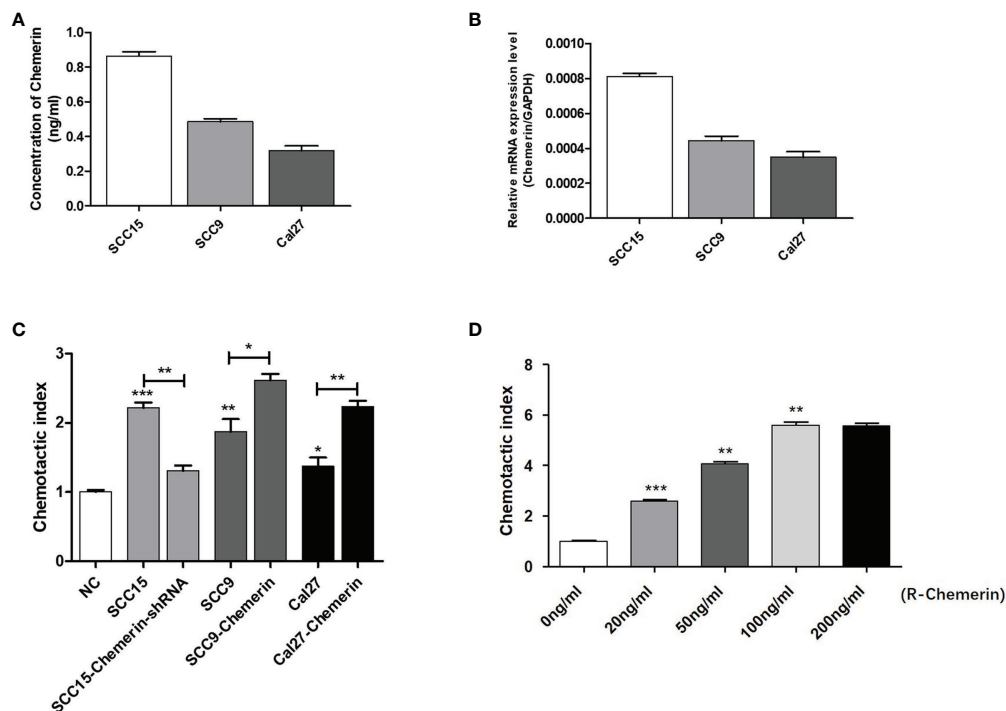 A
Concentration of Chemerin
(ng/ml)
1.0
0.8
0.6
0.4
0.2
0.0
SCC15
SCC9
Cal27
B
Relative mRNA expression level
(Chemerin/GAPDH)
0.0010
0.0008
0.0006
0.0004
0.0002
0.0000
SCC15
SCC9
Cal27
C
Chemotactic index
3
2
1
0
***
**
**
*
*
**
NC
SCC15
SCC15-Chemerin-shRNA
SCC9
SCC9-Chemerin
Cal27
Cal27-Chemerin
D
Chemotactic index
8
6
4
2
0
***
**
**
0ng/ml
20ng/ml
50ng/ml
100ng/ml
200ng/ml
(R-Chemerin)